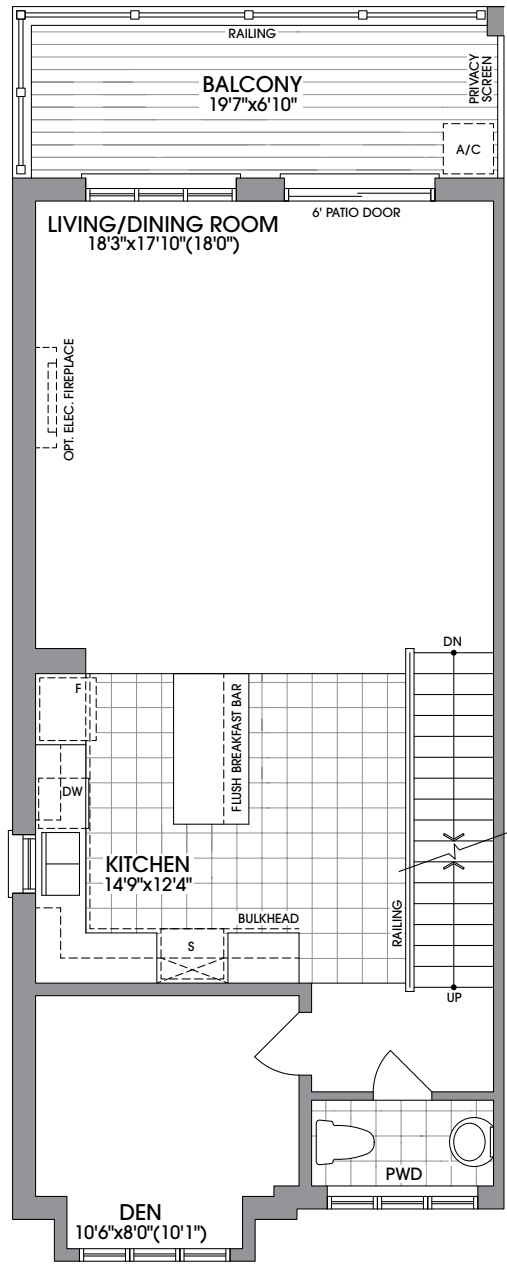 RAILING
BALCONY
19'7"x6'10"
PRIVACY
SCREEN
A/C
LIVING/DINING ROOM
18'3"x17'10"(18'0")
6' PATIO DOOR
OPT. ELEC. FIREPLACE
DN
F
FLUSH BREAKFAST BAR
DW
KITCHEN
14'9"x12'4"
BULKHEAD
RAILING
S
UP
PWD
DEN
10'6"x8'0"(10'1")